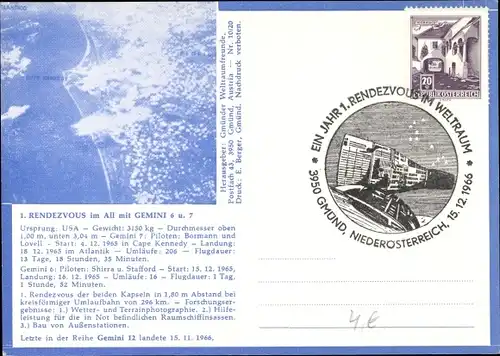 Herausgeber: Gmünder Weltraumfreunde,
Postfach 43, 3950 Gmünd, Austria — Nr. 10/20
Druck: E. Berger, Gmünd. Nachdruck verboten.
70
REPUBLIK ÖSTERREICH
* EIN JAHR 1. RENDEZVOUS IM WELTRAUM *
3950 GMÜND, NIEDERÖSTERREICH, 15.12.1966
1. RENDEZVOUS im All mit GEMINI 6 u. 7
Ursprung: USA — Gewicht: 3150 kg — Durchmesser oben
1,00 m, unten 3,04 m - Gemini 7: Piloten: Bormann und
Lovell - Start: 4. 12. 1965 in Cape Kennedy - Landung:
18. 12. 1965 im Atlantik — Umläufe: 206 — Flugdauer:
13 Tage, 18 Stunden, 35 Minuten.
Gemini 6: Piloten: Shirra u. Stafford - Start: 15. 12. 1965,
Landung: 16. 12. 1965 - Umläufe: 16 — Flugdauer: 1 Tag,
1 Stunde, 52 Minuten.
1. Rendezvous der beiden Kapseln in 1,80 m Abstand bei
kreisförmiger Umlaufbahn von 296 km. — Forschungser-
gebnisse: 1.) Wetter- und Terrainphotographie, 2.) Hilfe-
leistung für die in Not befindlichen Raumschiffinsassen.
3.) Bau von Außenstationen.
Letzte in der Reihe Gemini 12 landete 15. 11. 1966,
4.€